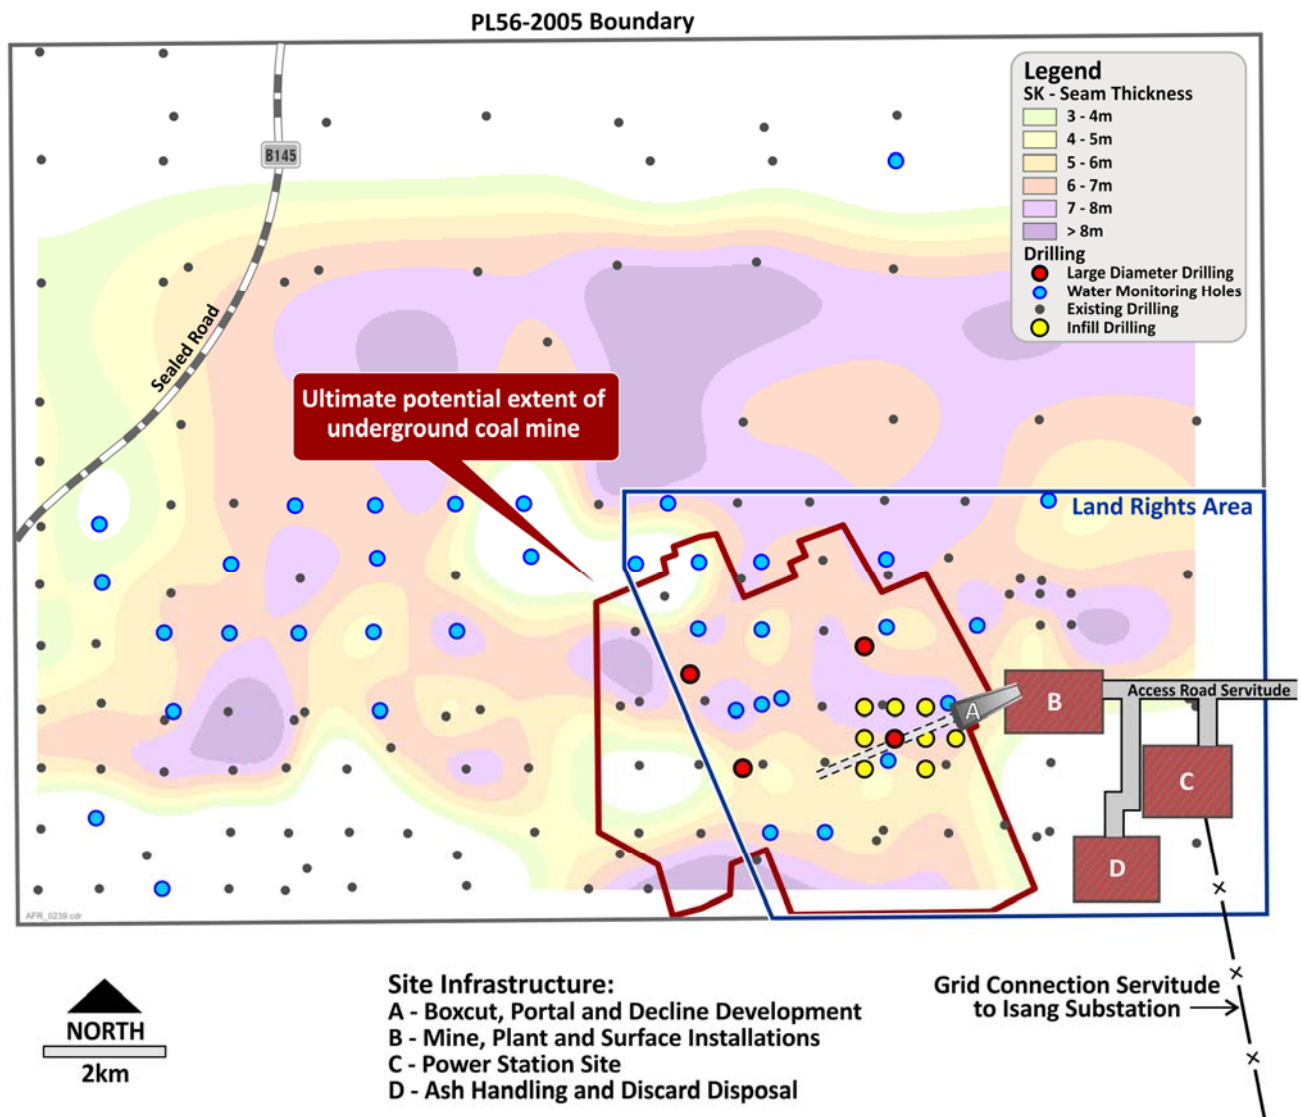 PL56-2005 Boundary
Legend
SK - Seam Thickness
3 - 4m
4 - 5m
5 - 6m
6 - 7m
7 - 8m
> 8m
Drilling
Large Diameter Drilling
Water Monitoring Holes
Existing Drilling
Infill Drilling
B145
Sealed Road
Ultimate potential extent of
underground coal mine
Land Rights Area
A
B
Access Road Servitude
C
D
AFR_0239.cdr
NORTH
2km
Site Infrastructure:
A - Boxcut, Portal and Decline Development
B - Mine, Plant and Surface Installations
C - Power Station Site
D - Ash Handling and Discard Disposal
Grid Connection Servitude
to Isang Substation